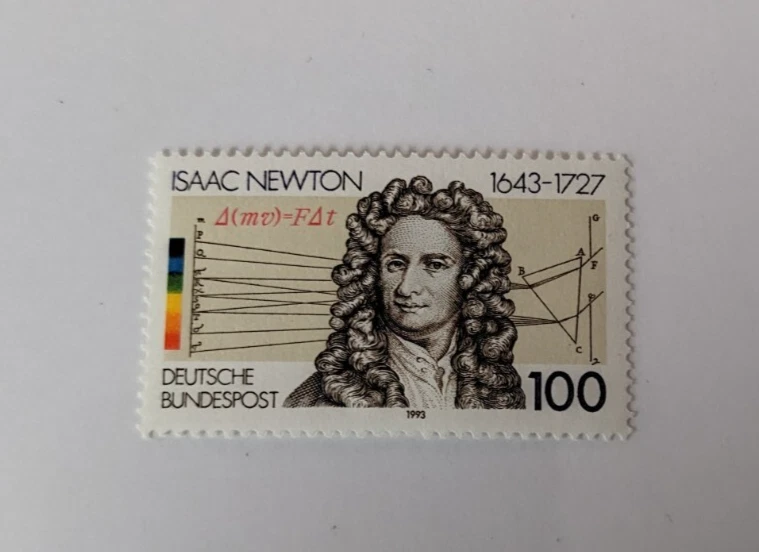 ISAAC NEWTON 1643-1727
Δ(mv)=FΔt
G
A
B
F
C
DEUTSCHE
BUNDESPOST
100
1993